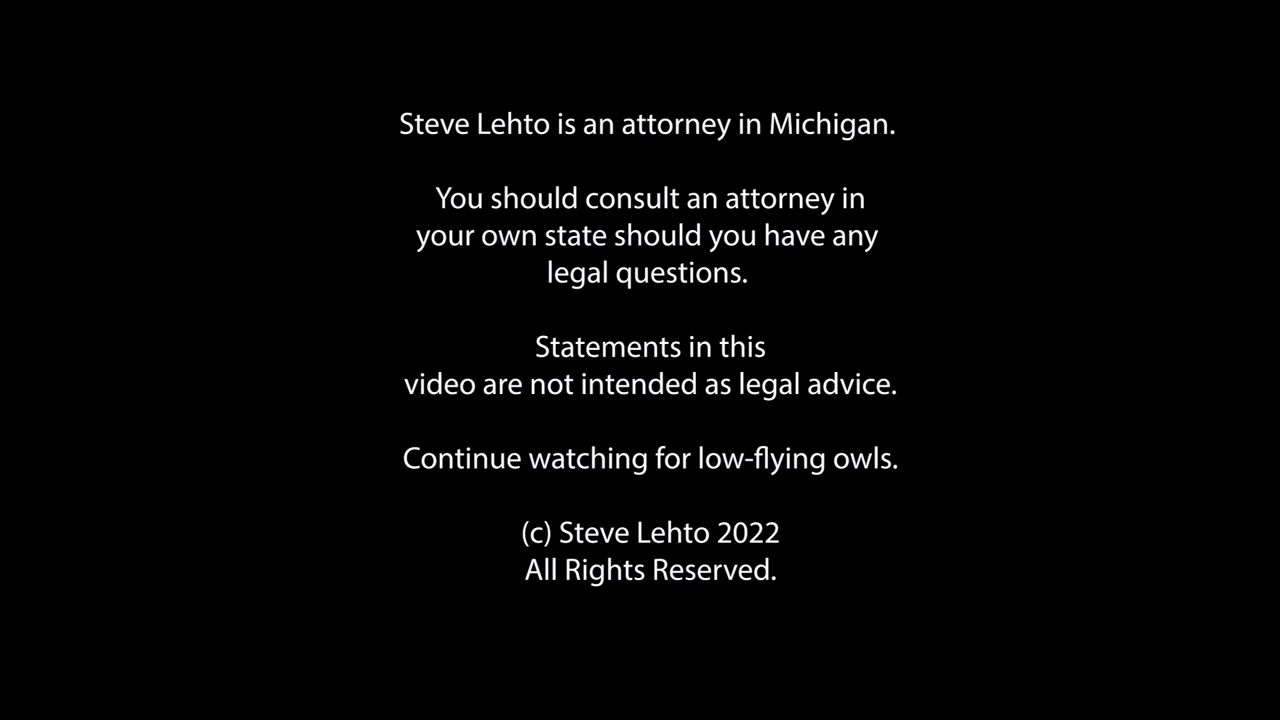 Steve Lehto is an attorney in Michigan.
You should consult an attorney in
your own state should you have any
legal questions.
Statements in this
video are not intended as legal advice.
Continue watching for low-flying owls.
(c) Steve Lehto 2022
All Rights Reserved.